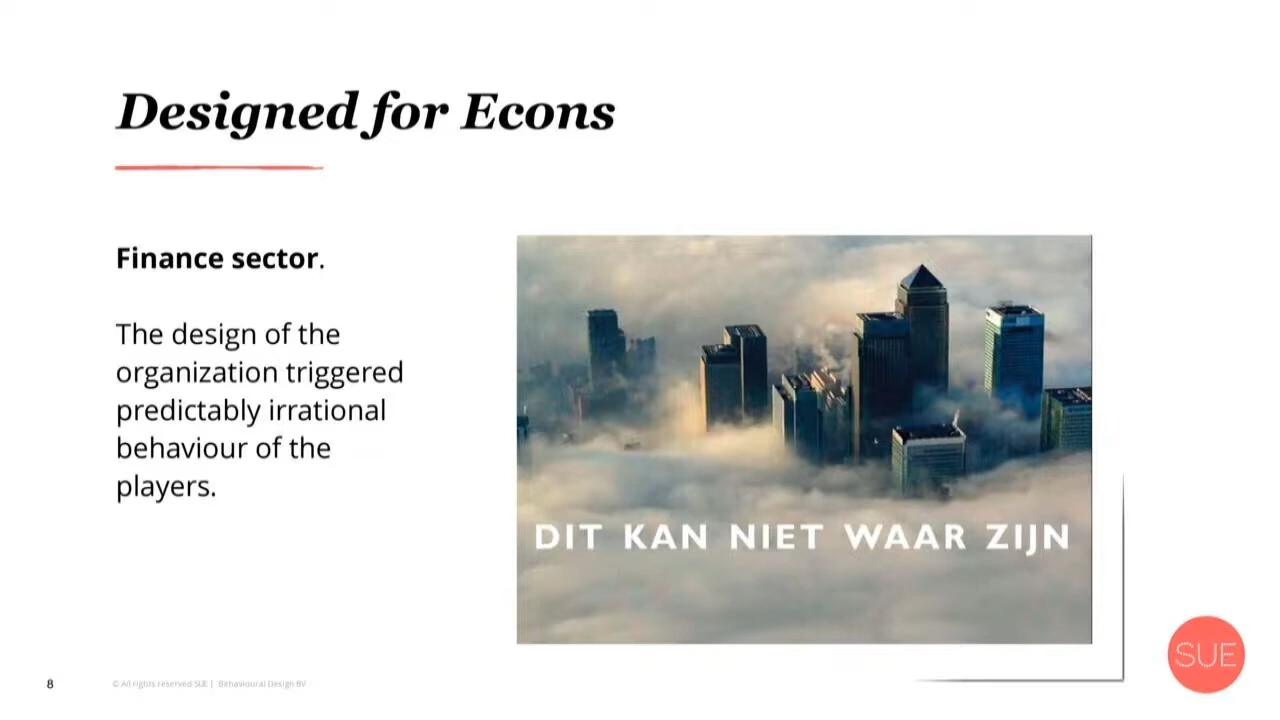 Designed for Econs
Finance sector.
The design of the
organization triggered
predictably irrational
behaviour of the
players.
DIT KAN NIET WAAR ZIJN
SUE
8
© All rights reserved SUE | Behavioural Design BV